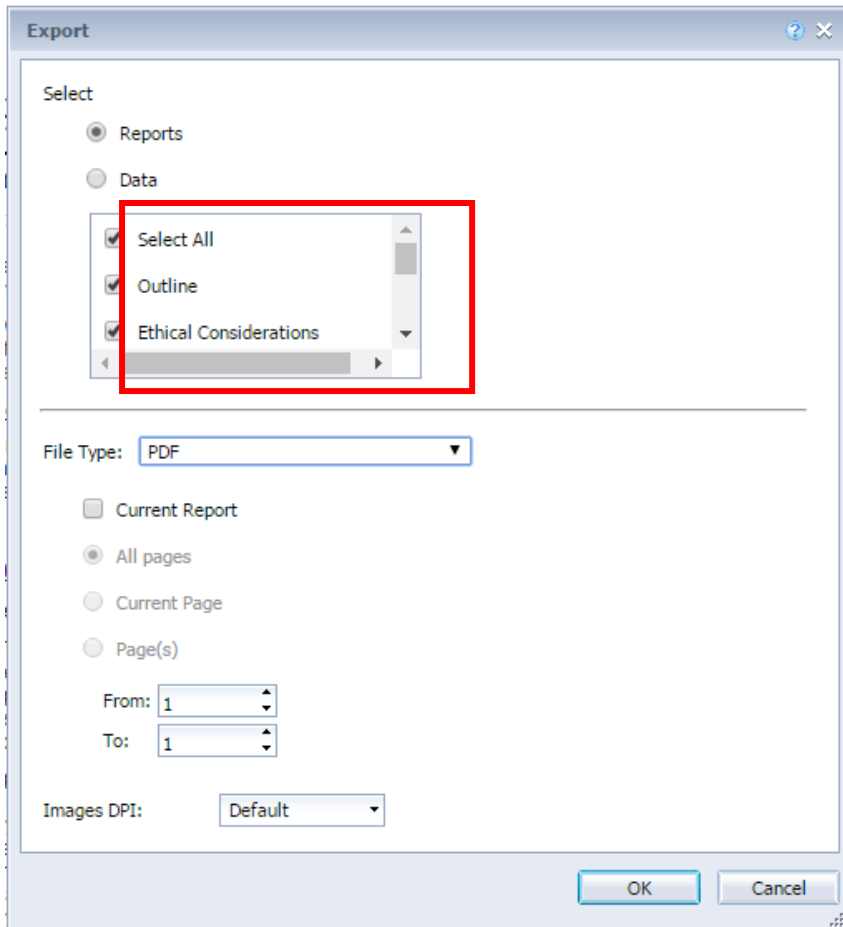 Export
Select
Reports
Data
Select All
Outline
Ethical Considerations
File Type: PDF
Current Report
All pages
Current Page
Page(s)
From: 1
To: 1
Images DPI: Default
OK Cancel